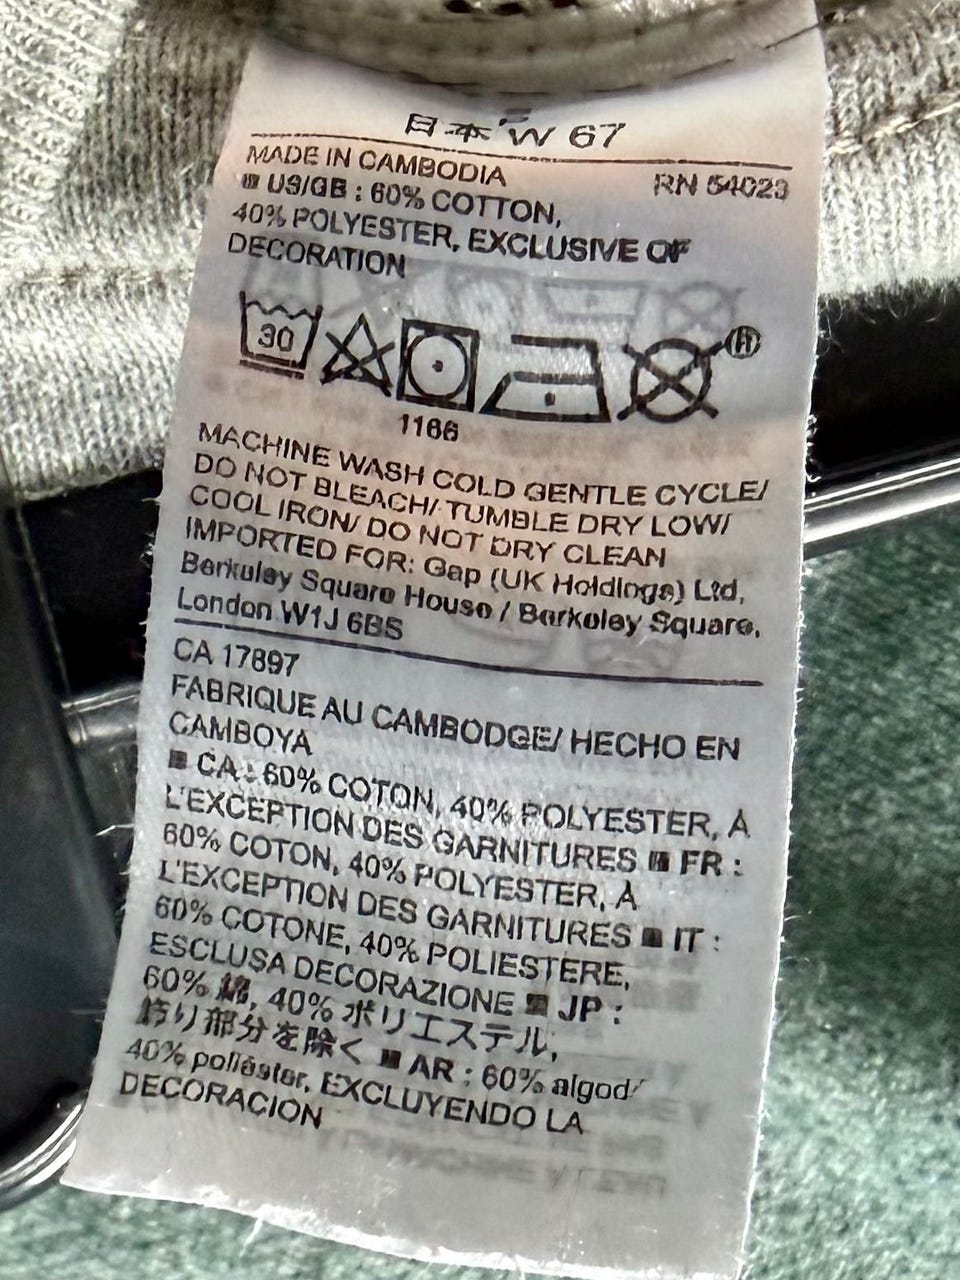 日本 W 67
MADE IN CAMBODIA RN 54023
US/GB : 60% COTTON,
40% POLYESTER, EXCLUSIVE OF
DECORATION
30
H
1166
MACHINE WASH COLD GENTLE CYCLE/
DO NOT BLEACH/ TUMBLE DRY LOW/
COOL IRON/ DO NOT DRY CLEAN
IMPORTED FOR: Gap (UK Holdings) Ltd,
Berkeley Square House / Berkeley Square,
London W1J 6BS
CA 17897
FABRIQUE AU CAMBODGE/ HECHO EN
CAMBOYA
■ CA : 60% COTON, 40% POLYESTER, À
L'EXCEPTION DES GARNITURES ■ FR :
60% COTON, 40% POLYESTER, À
L'EXCEPTION DES GARNITURES ■ IT :
60% COTONE, 40% POLIESTERE,
ESCLUSA DECORAZIONE ■ JP :
60% 綿, 40% ポリエステル,
飾り部分を除く ■ AR : 60% algod/
40% poliéster, EXCLUYENDO LA
DECORACION